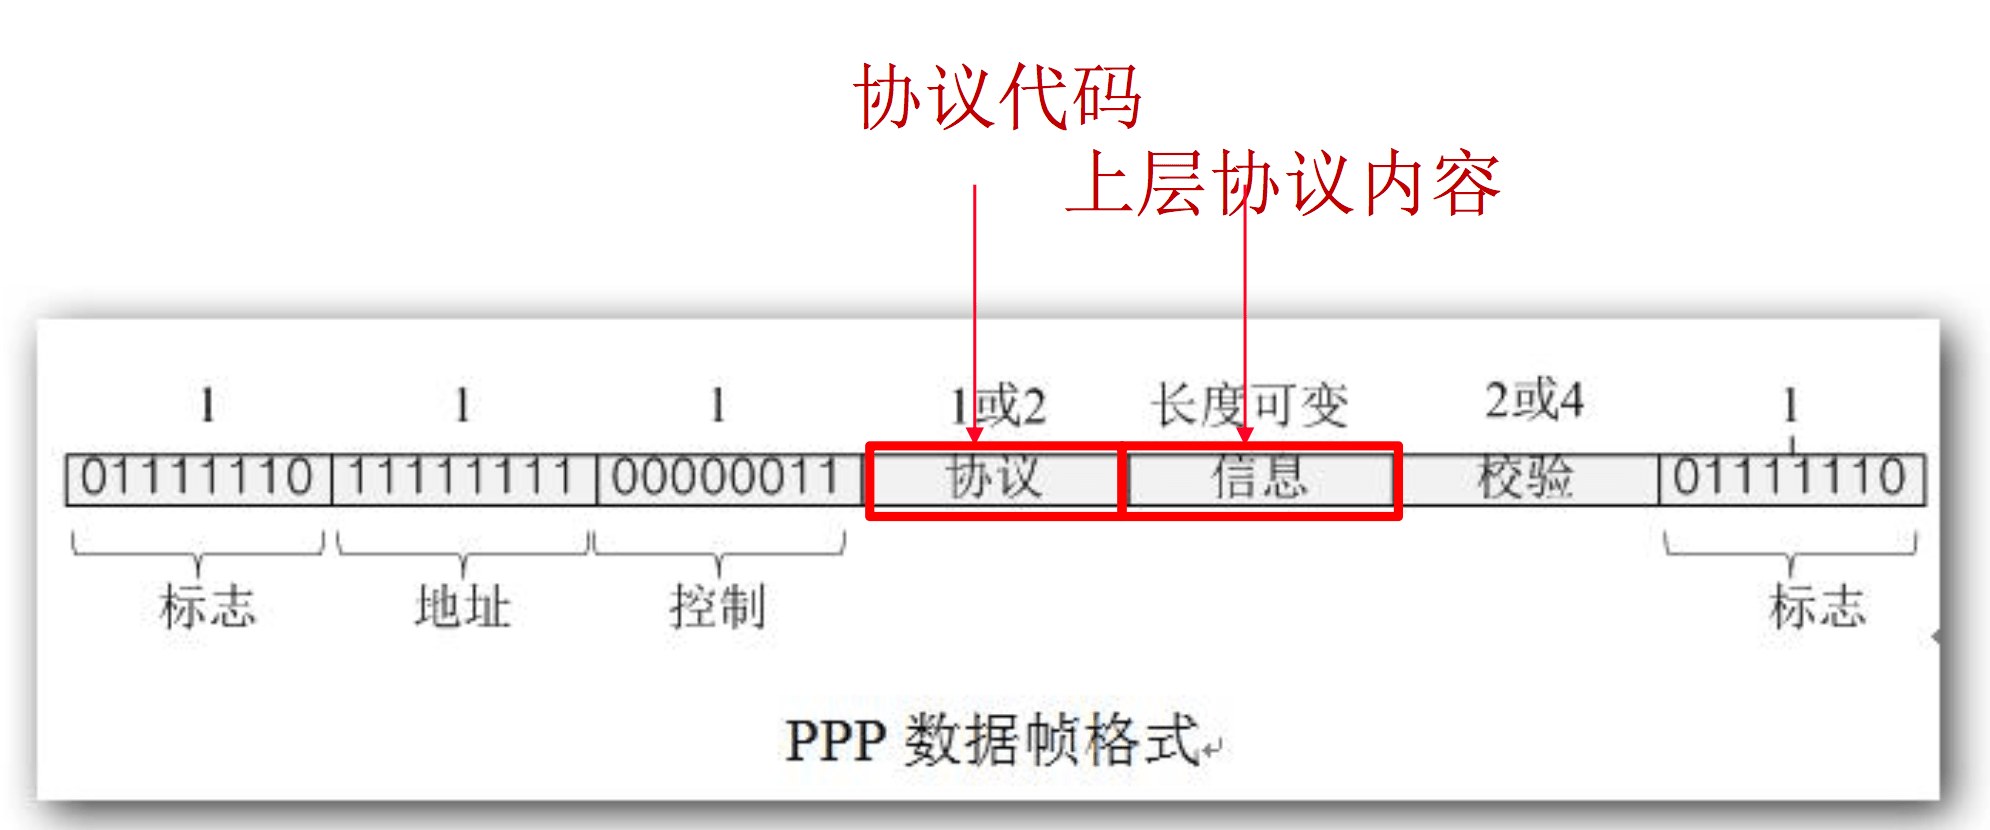 协议代码
上层协议内容
1 1 1 1或2 长度可变 2或4 1
01111110 11111111 00000011 协议 信息 校验 01111110
标志 地址 控制 标志
PPP 数据帧格式↵